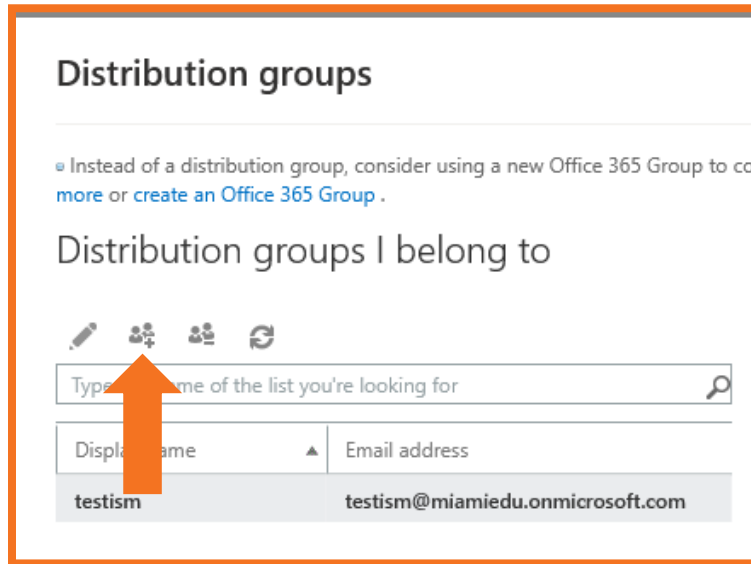 Distribution groups
Instead of a distribution group, consider using a new Office 365 Group to co
more or create an Office 365 Group .
Distribution groups I belong to
Type me of the list you're looking for
Displ ame Email address
testism testism@miamiedu.onmicrosoft.com